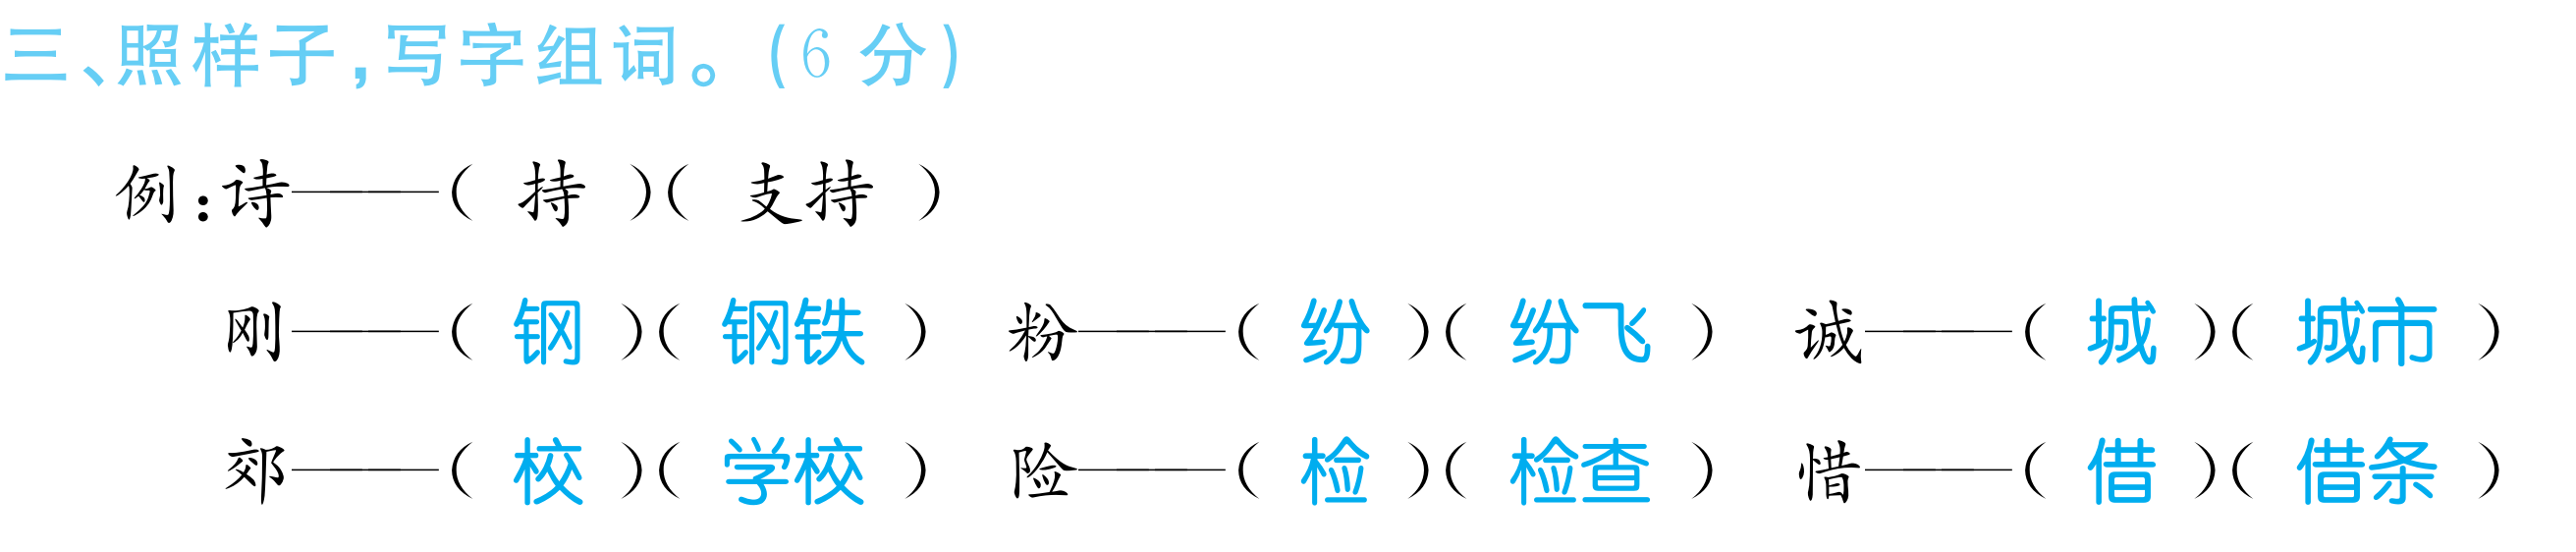 三、照样子,写字组词。(6 分)
例:诗——( 持 )( 支持 )
刚——( 钢 )( 钢铁 ) 粉——( 纷 )( 纷飞 ) 诚——( 城 )( 城市 )
郊——( 校 )( 学校 ) 险——( 检 )( 检查 ) 惜——( 借 )( 借条 )